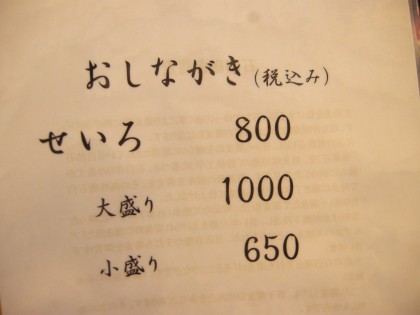 おしながき(税込み)
せいろ 800
大盛り 1000
小盛り 650